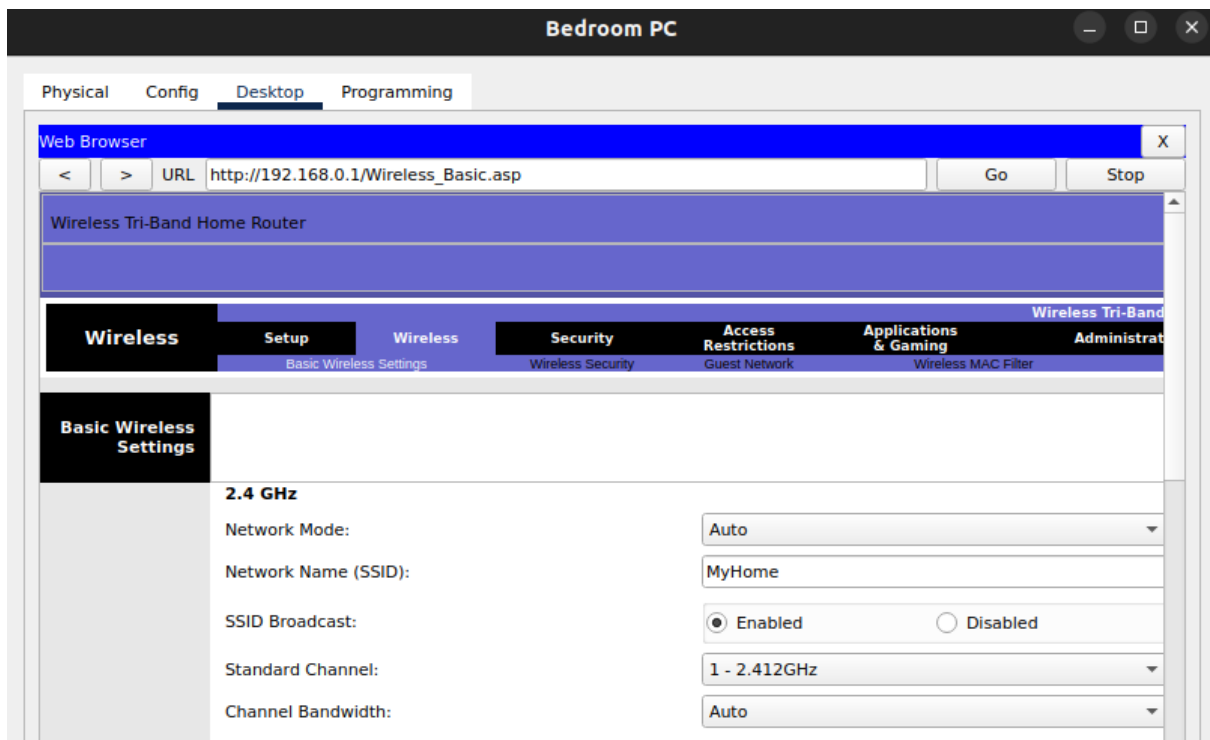 Bedroom PC
Physical Config Desktop Programming
Web Browser X
< > URL http://192.168.0.1/Wireless_Basic.asp Go Stop
Wireless Tri-Band Home Router
Wireless Tri-Band
Wireless Setup Wireless Security Access Restrictions Applications & Gaming Administrat
Basic Wireless Settings Wireless Security Guest Network Wireless MAC Filter
Basic Wireless
Settings
2.4 GHz
Network Mode: Auto
Network Name (SSID): MyHome
SSID Broadcast: Enabled Disabled
Standard Channel: 1 - 2.412GHz
Channel Bandwidth: Auto